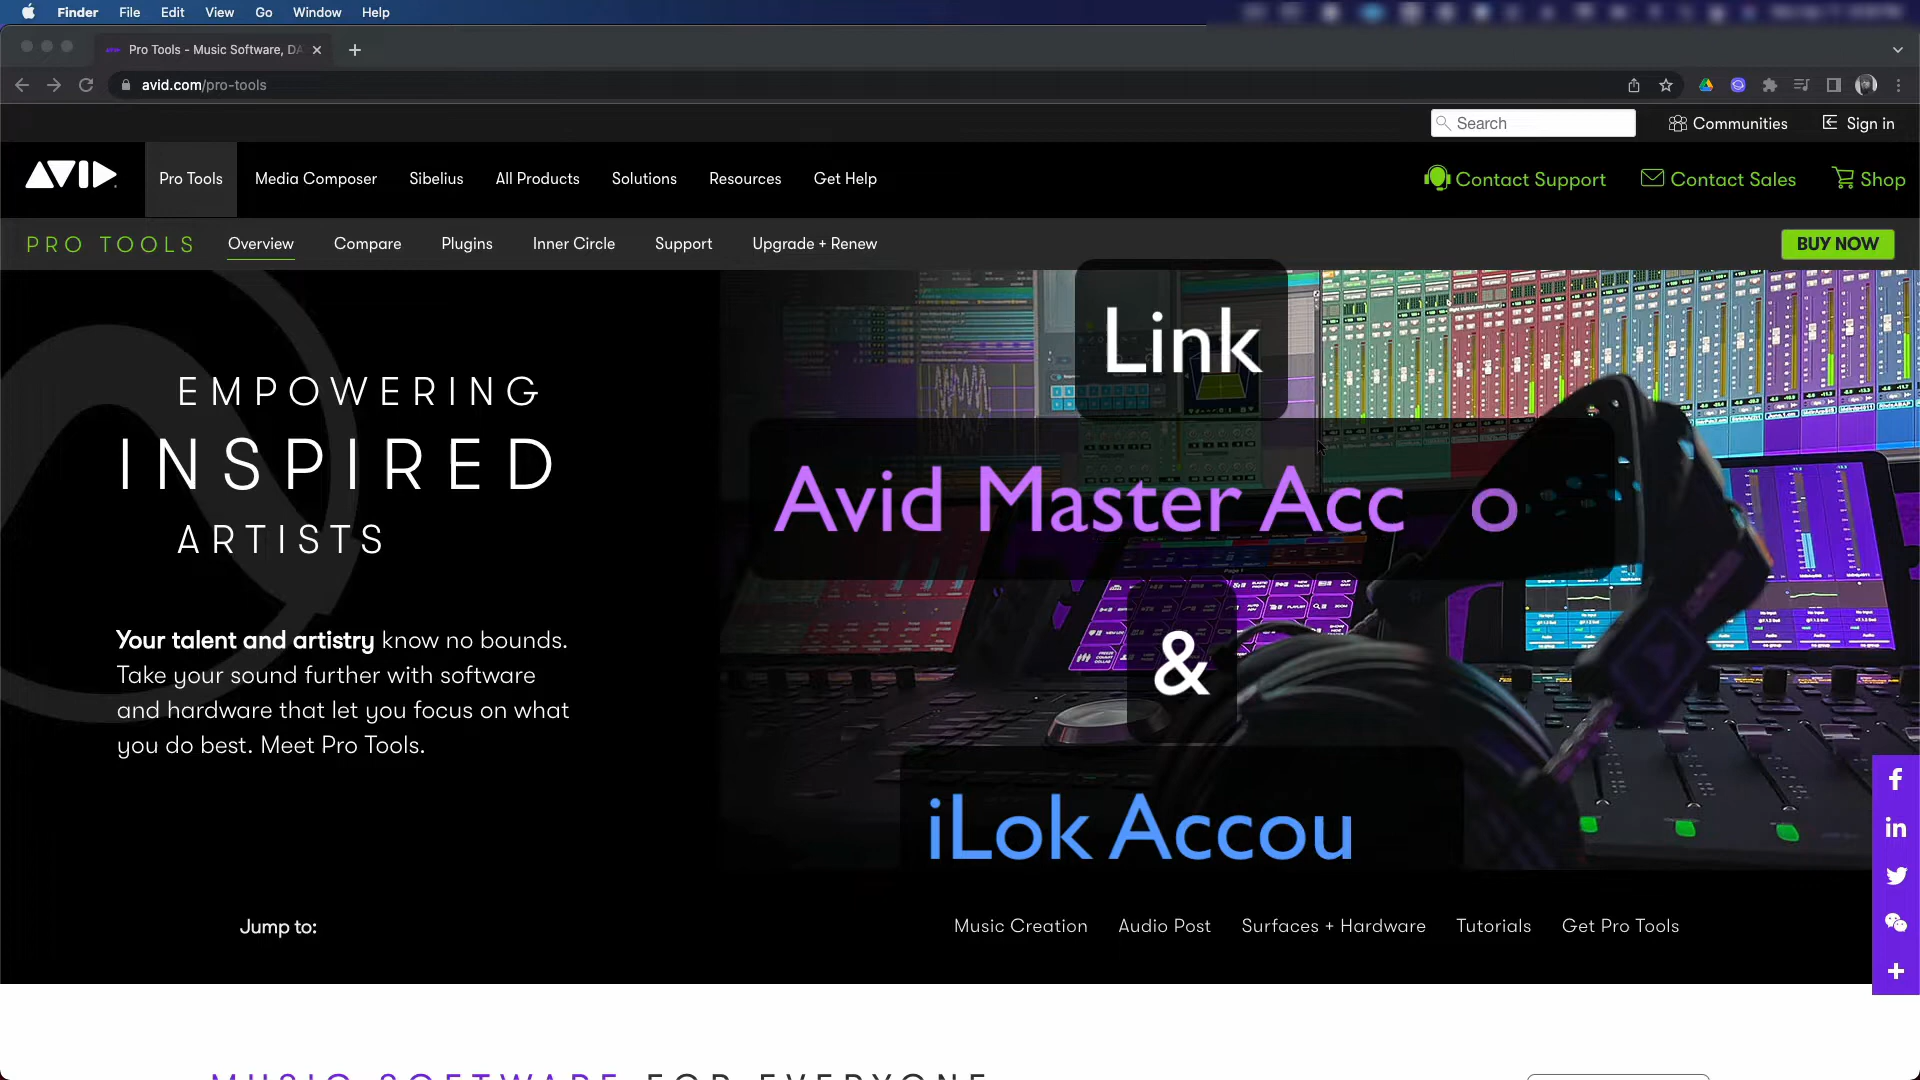 Finder File Edit View Go Window Help
Pro Tools - Music Software, DA
avid.com/pro-tools
Search Communities Sign in
AVID Pro Tools Media Composer Sibelius All Products Solutions Resources Get Help Contact Support Contact Sales Shop
PRO TOOLS Overview Compare Plugins Inner Circle Support Upgrade + Renew BUY NOW
EMPOWERING
INSPIRED
ARTISTS
Your talent and artistry know no bounds.
Take your sound further with software
and hardware that let you focus on what
you do best. Meet Pro Tools.
Link
Avid Master Acc o
&
iLok Accou
Jump to: Music Creation Audio Post Surfaces + Hardware Tutorials Get Pro Tools
MUSIC SOFTWARE FOR EVERYONE